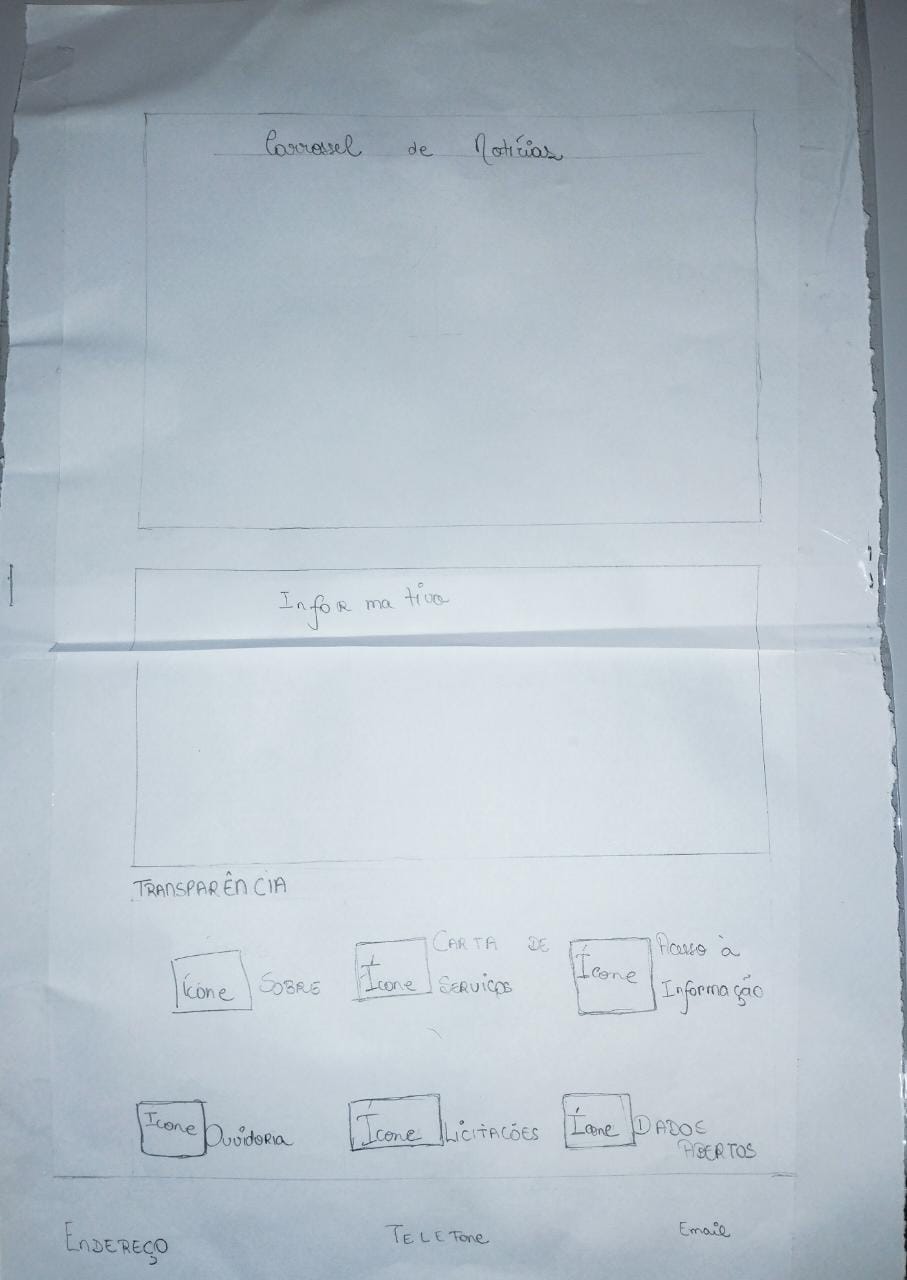 Carrossel de Notícias
Informativo
TRANSPARÊNCIA
Ícone SOBRE
Ícone CARTA DE SERVIÇOS
Ícone Acesso à Informação
Icone Ouvidoria
Ícone LICITAÇÕES
Ícone DADOS ABERTOS
ENDEREÇO
TELEFone
Email